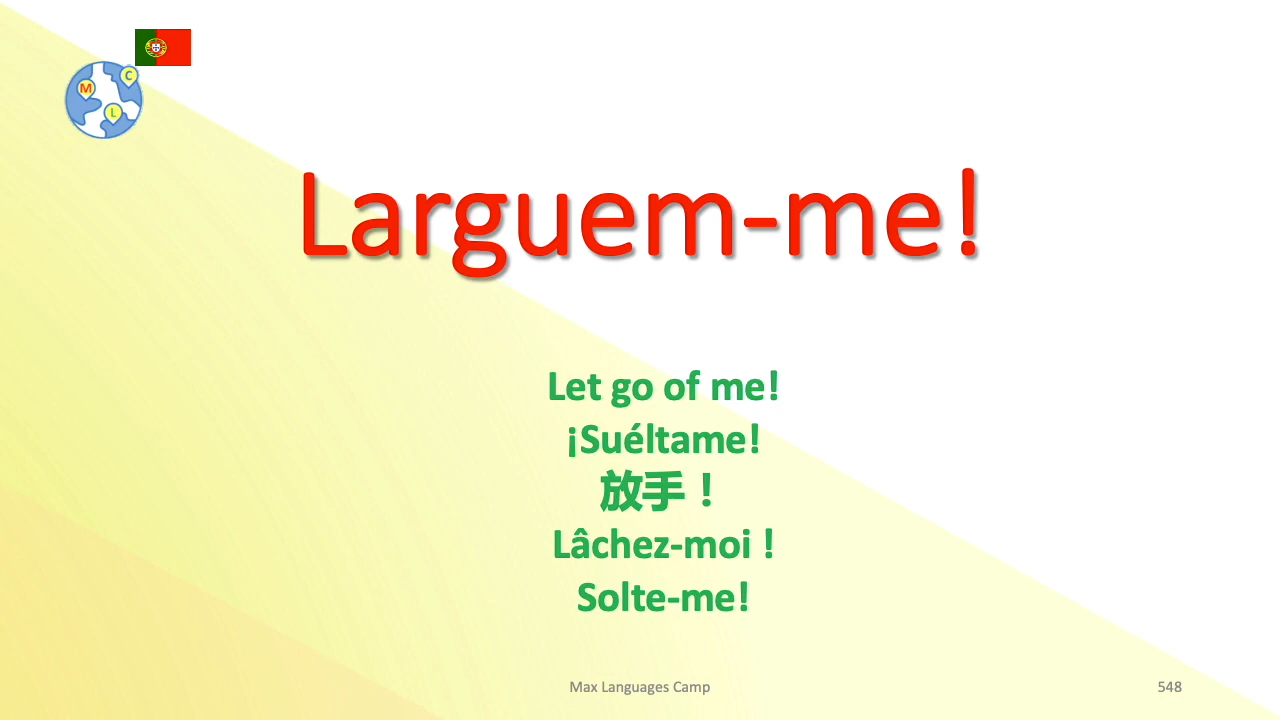 M
C
L
Larguem-me!
Let go of me!
¡Suéltame!
放手！
Lâchez-moi !
Solte-me!
Max Languages Camp
548